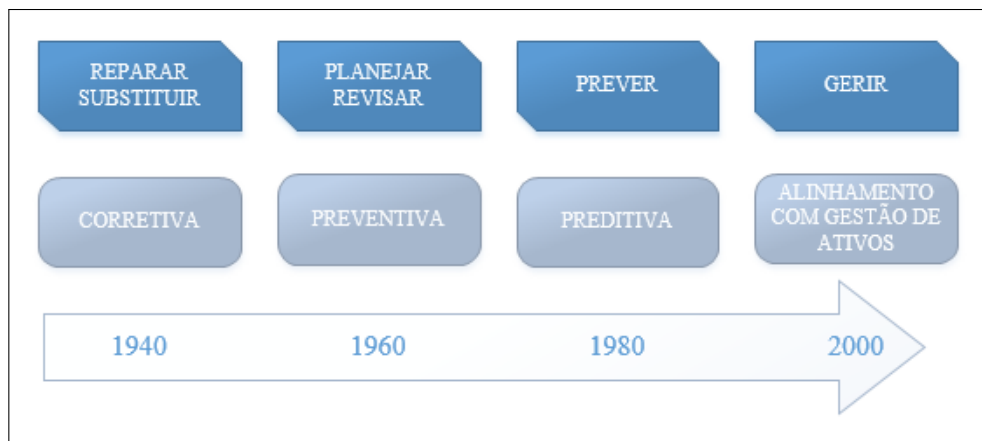 REPARAR
SUBSTITUIR
PLANEJAR
REVISAR
PREVER
GERIR
CORRETIVA
PREVENTIVA
PREDITIVA
ALINHAMENTO
COM GESTÃO DE
ATIVOS
1940
1960
1980
2000